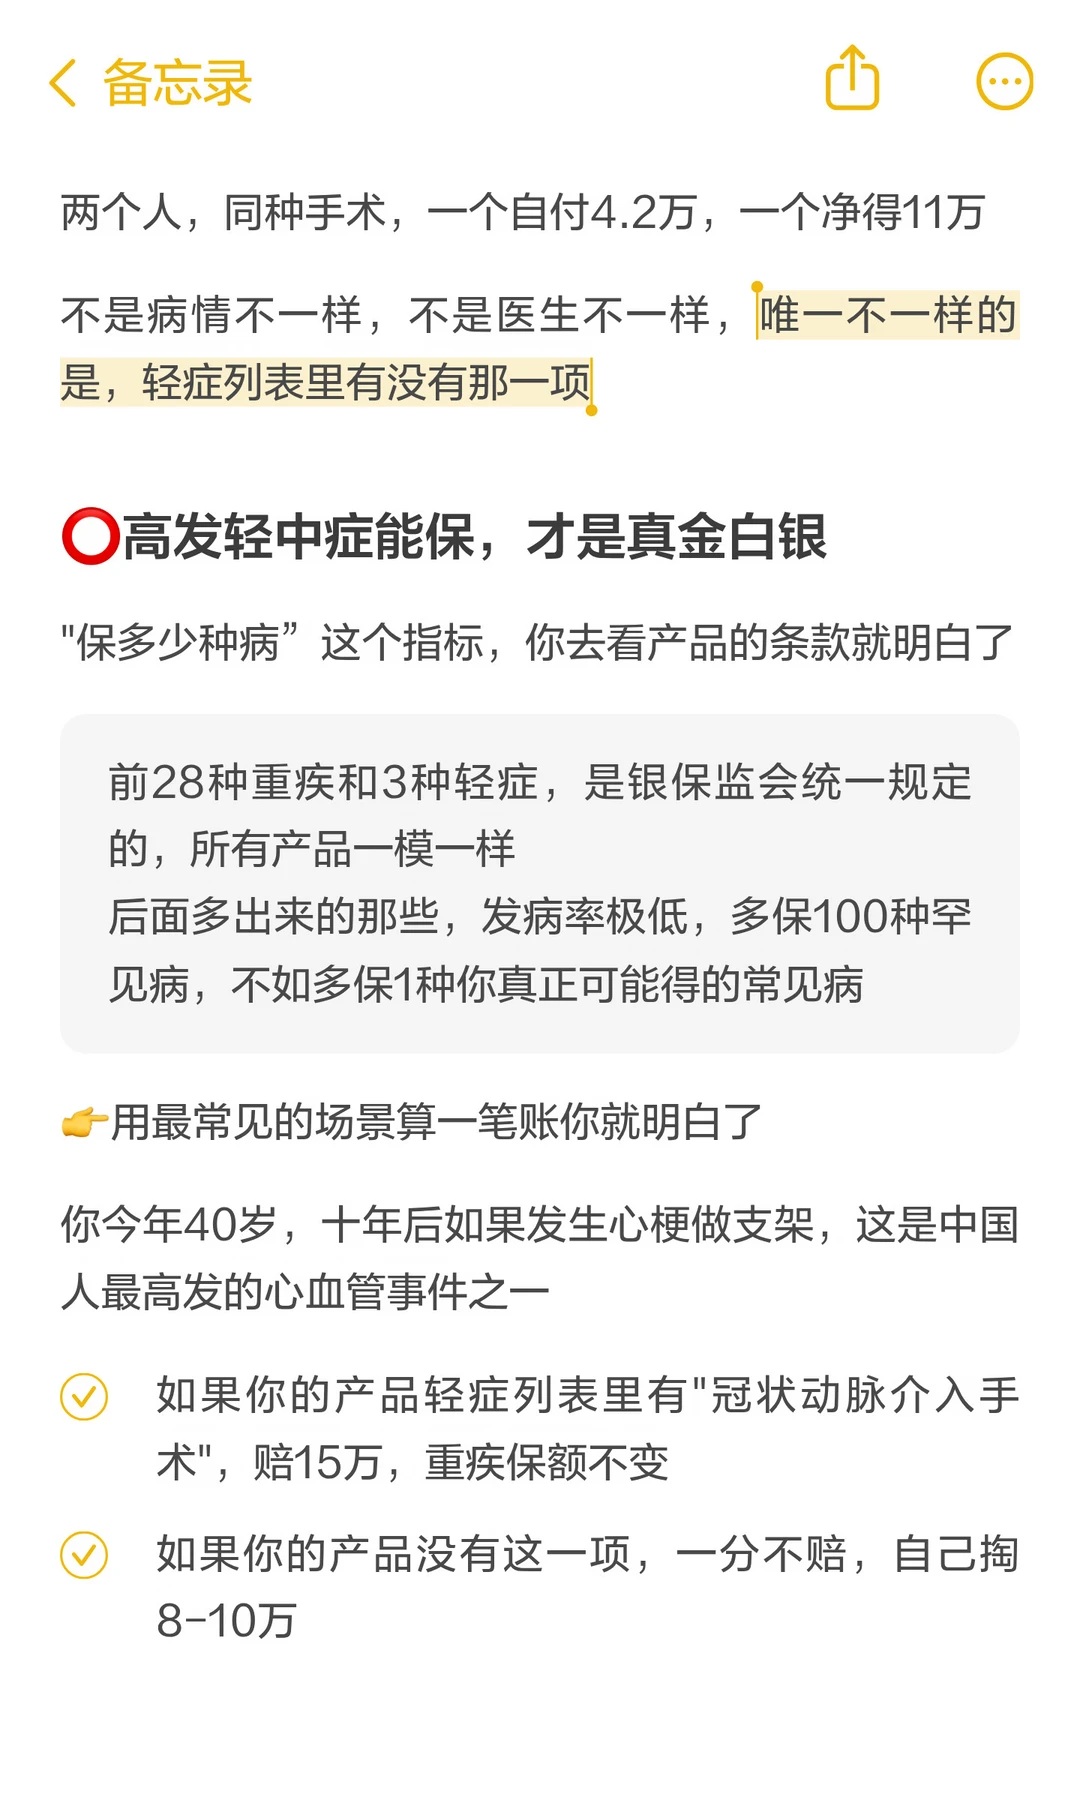 备忘录
两个人，同种手术，一个自付4.2万，一个净得11万
不是病情不一样，不是医生不一样，唯一不一样的
是，轻症列表里有没有那一项
高发轻中症能保，才是真金白银
"保多少种病”这个指标，你去看产品的条款就明白了
前28种重疾和3种轻症，是银保监会统一规定
的，所有产品一模一样
后面多出来的那些，发病率极低，多保100种罕
见病，不如多保1种你真正可能得的常见病
用最常见的场景算一笔账你就明白了
你今年40岁，十年后如果发生心梗做支架，这是中国
人最高发的心血管事件之一
如果你的产品轻症列表里有"冠状动脉介入手
术"，赔15万，重疾保额不变
如果你的产品没有这一项，一分不赔，自己掏
8-10万